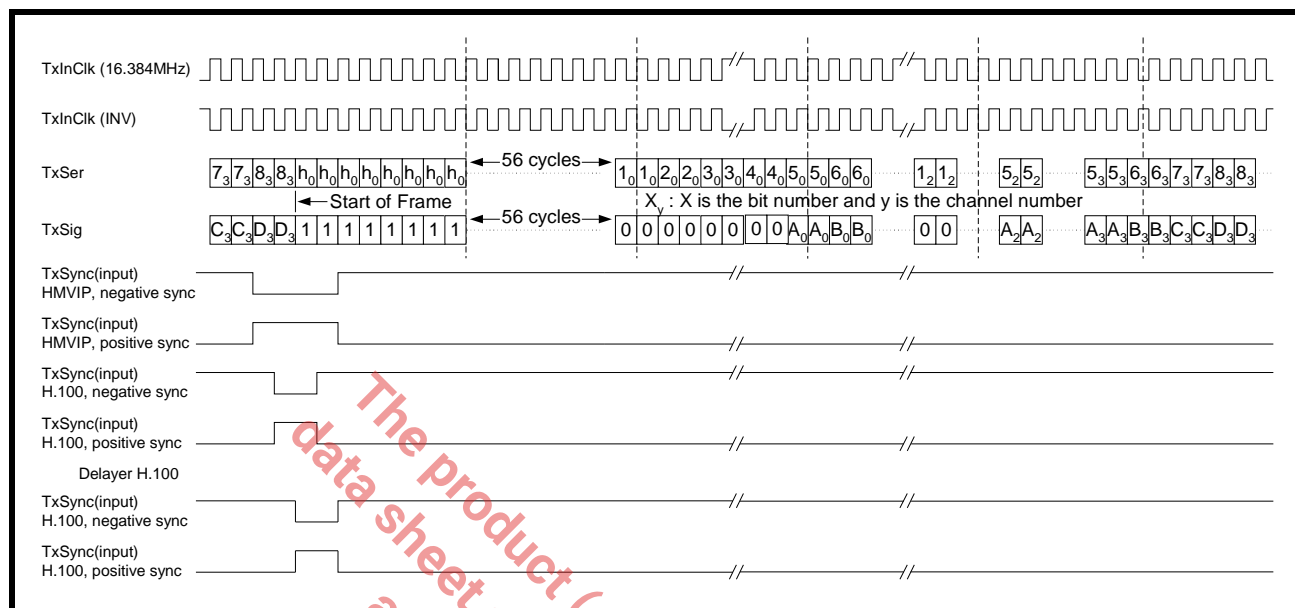 TxInClk (16.384MHz)
TxInClk (INV)
TxSer 7₃ 7₃ 8₃ 8₃ h₀ h₀ h₀ h₀ h₀ h₀ h₀ h₀ 56 cycles 1₀ 1₀ 2₀ 2₀ 3₀ 3₀ 4₀ 4₀ 5₀ 5₀ 6₀ 6₀ 1₂ 1₂ 5₂ 5₂ 5₃ 5₃ 6₃ 6₃ 7₃ 7₃ 8₃ 8₃
Start of Frame Xᵧ : X is the bit number and y is the channel number
TxSig C₃ C₃ D₃ D₃ 1 1 1 1 1 1 1 1 56 cycles 0 0 0 0 0 0 0 0 A₀ A₀ B₀ B₀ 0 0 A₂ A₂ A₃ A₃ B₃ B₃ C₃ C₃ D₃ D₃
TxSync(input)
HMVIP, negative sync
TxSync(input)
HMVIP, positive sync
TxSync(input)
H.100, negative sync
TxSync(input)
H.100, positive sync
Delayer H.100
TxSync(input)
H.100, negative sync
TxSync(input)
H.100, positive sync
The product (
data sheet